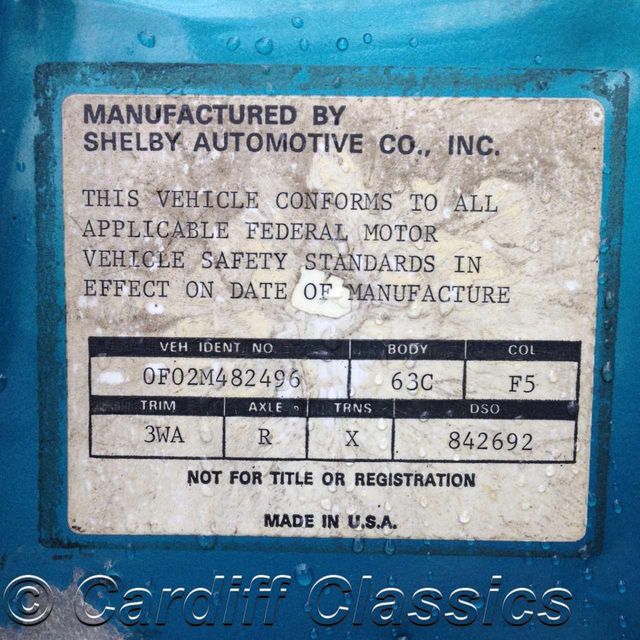 MANUFACTURED BY
SHELBY AUTOMOTIVE CO., INC.
THIS VEHICLE CONFORMS TO ALL
APPLICABLE FEDERAL MOTOR
VEHICLE SAFETY STANDARDS IN
EFFECT ON DATE OF MANUFACTURE
VEH IDENT NO BODY COL
0F02M482496 63C F5
TRIM AXLE TRNS DSO
3WA R X 842692
NOT FOR TITLE OR REGISTRATION
MADE IN U.S.A.
© Cardiff Classics